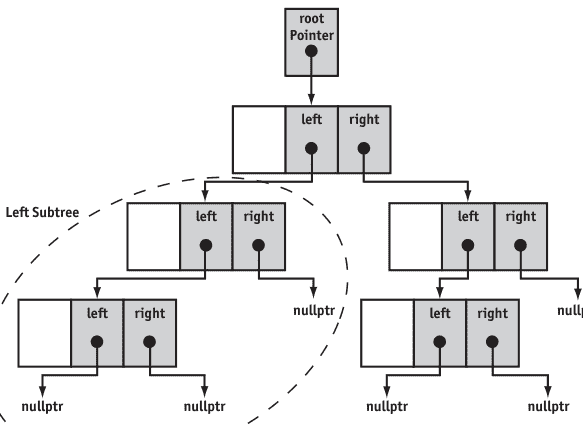 root
Pointer
left right
Left Subtree
left right
left right
nullptr
left right
left right
nullptr nullptr nullptr nullptr